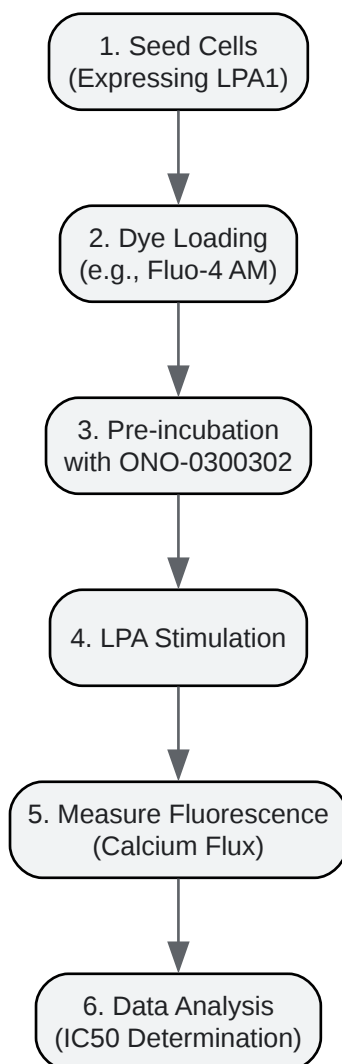 1. Seed Cells
(Expressing LPA1)
2. Dye Loading
(e.g., Fluo-4 AM)
3. Pre-incubation
with ONO-0300302
4. LPA Stimulation
5. Measure Fluorescence
(Calcium Flux)
6. Data Analysis
(IC50 Determination)